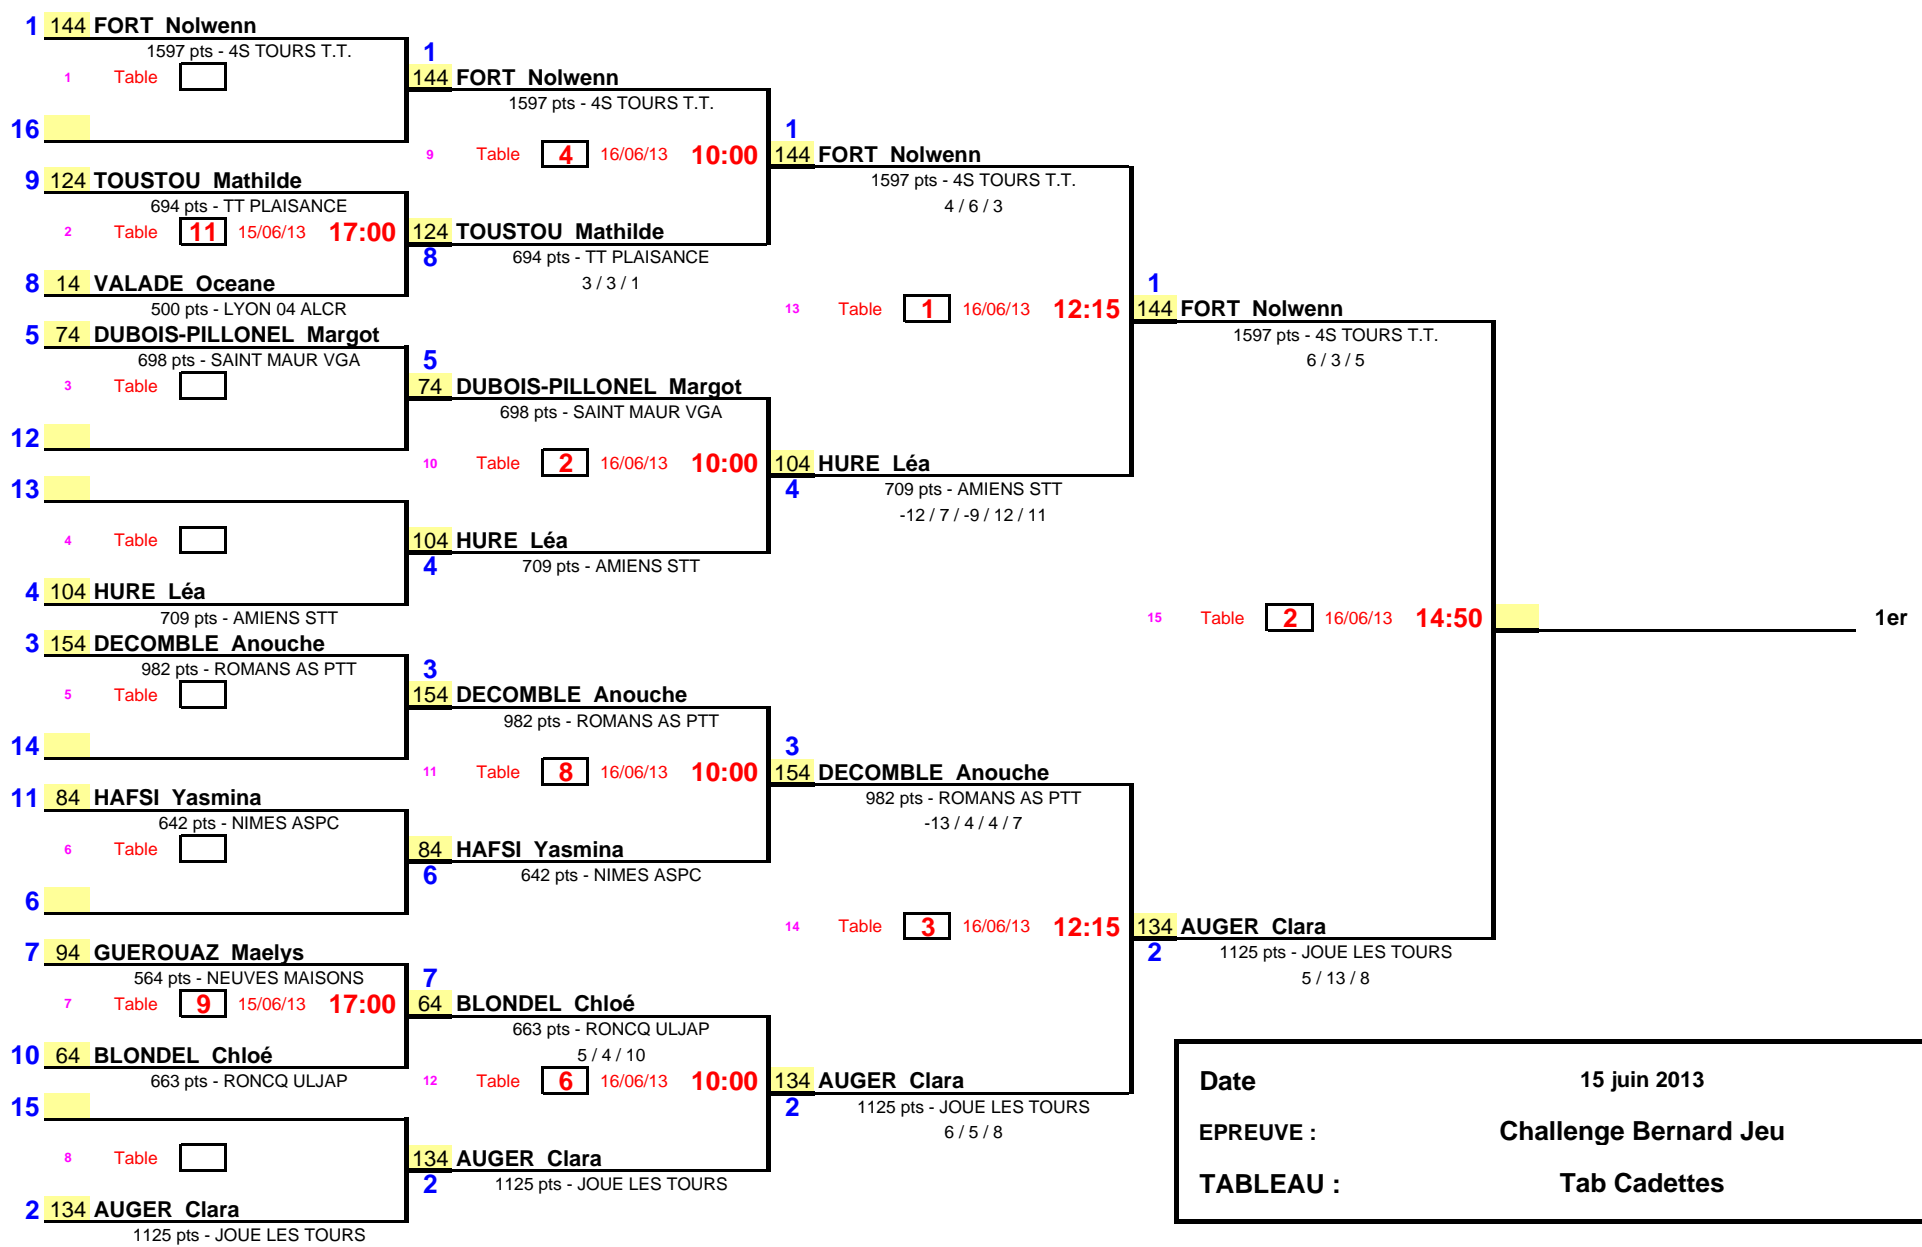 1 144 FORT Nolwenn
1597 pts - 4S TOURS T.T.
1 Table
16
9 124 TOUSTOU Mathilde
694 pts - TT PLAISANCE
2 Table 11 15/06/13 17:00
8 14 VALADE Oceane
500 pts - LYON 04 ALCR
5 74 DUBOIS-PILLONEL Margot
698 pts - SAINT MAUR VGA
3 Table
12
13
4 Table
4 104 HURE Léa
709 pts - AMIENS STT
3 154 DECOMBLE Anouche
982 pts - ROMANS AS PTT
5 Table
14
11 84 HAFSI Yasmina
642 pts - NIMES ASPC
6 Table
6
7 94 GUEROUAZ Maelys
564 pts - NEUVES MAISONS
7 Table 9 15/06/13 17:00
10 64 BLONDEL Chloé
663 pts - RONCQ ULJAP
15
8 Table
2 134 AUGER Clara
1125 pts - JOUE LES TOURS
1
144 FORT Nolwenn
1597 pts - 4S TOURS T.T.
9 Table 4 16/06/13 10:00
124 TOUSTOU Mathilde
8
694 pts - TT PLAISANCE
3 / 3 / 1
5
74 DUBOIS-PILLONEL Margot
698 pts - SAINT MAUR VGA
10 Table 2 16/06/13 10:00
104 HURE Léa
4
709 pts - AMIENS STT
3
154 DECOMBLE Anouche
982 pts - ROMANS AS PTT
11 Table 8 16/06/13 10:00
84 HAFSI Yasmina
6
642 pts - NIMES ASPC
7
64 BLONDEL Chloé
663 pts - RONCQ ULJAP
5 / 4 / 10
12 Table 6 16/06/13 10:00
134 AUGER Clara
2
1125 pts - JOUE LES TOURS
1
144 FORT Nolwenn
1597 pts - 4S TOURS T.T.
4 / 6 / 3
13 Table 1 16/06/13 12:15
104 HURE Léa
4
709 pts - AMIENS STT
-12 / 7 / -9 / 12 / 11
3
154 DECOMBLE Anouche
982 pts - ROMANS AS PTT
-13 / 4 / 4 / 7
14 Table 3 16/06/13 12:15
134 AUGER Clara
2
1125 pts - JOUE LES TOURS
6 / 5 / 8
1
144 FORT Nolwenn
1597 pts - 4S TOURS T.T.
6 / 3 / 5
15 Table 2 16/06/13 14:50
134 AUGER Clara
2
1125 pts - JOUE LES TOURS
5 / 13 / 8
1er
Date 15 juin 2013
EPREUVE : Challenge Bernard Jeu
TABLEAU : Tab Cadettes